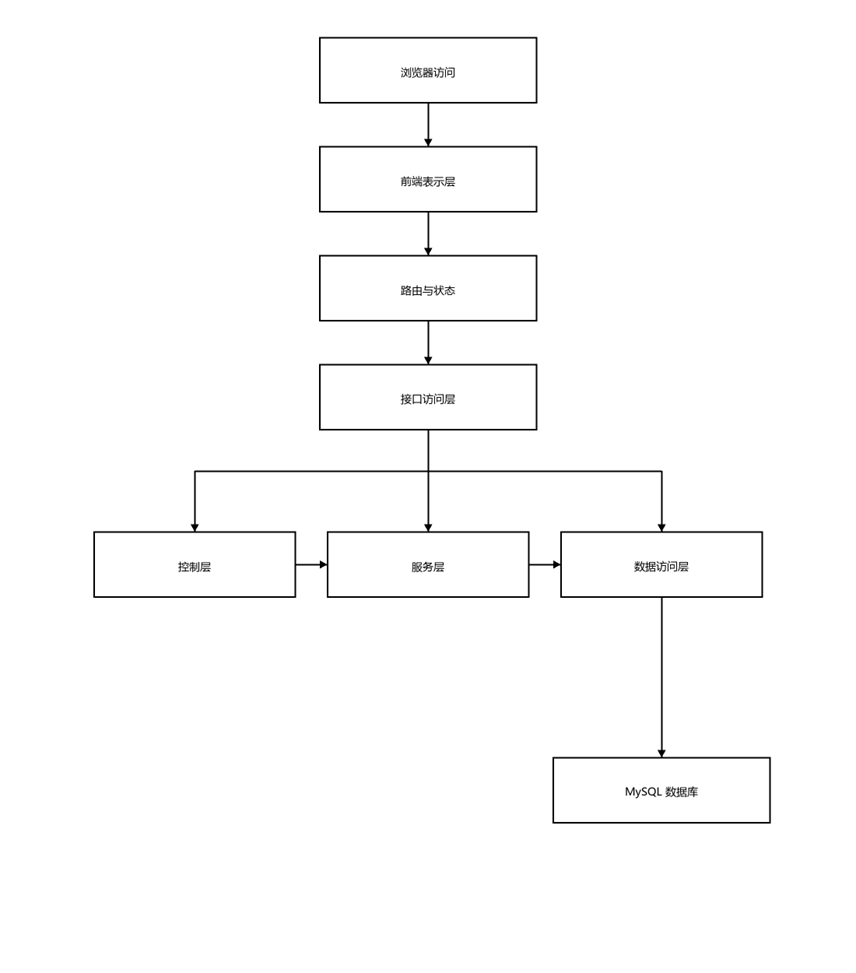 浏览器访问
前端表示层
路由与状态
接口访问层
控制层
服务层
数据访问层
MySQL 数据库